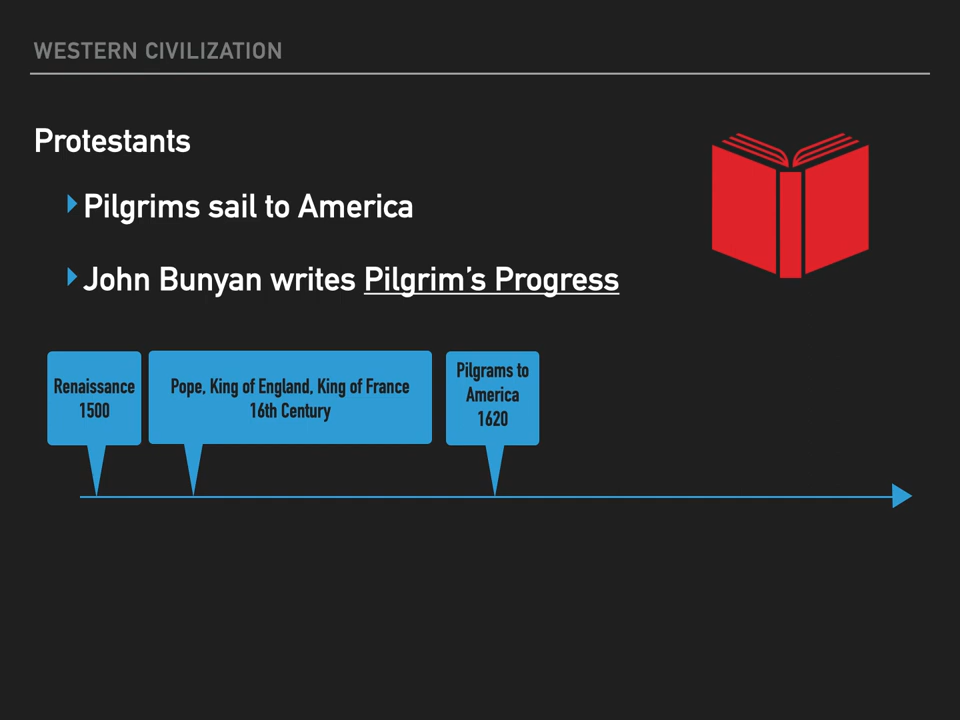 WESTERN CIVILIZATION
Protestants
Pilgrims sail to America
John Bunyan writes Pilgrim’s Progress
Renaissance
1500
Pope, King of England, King of France
16th Century
Pilgrams to
America
1620